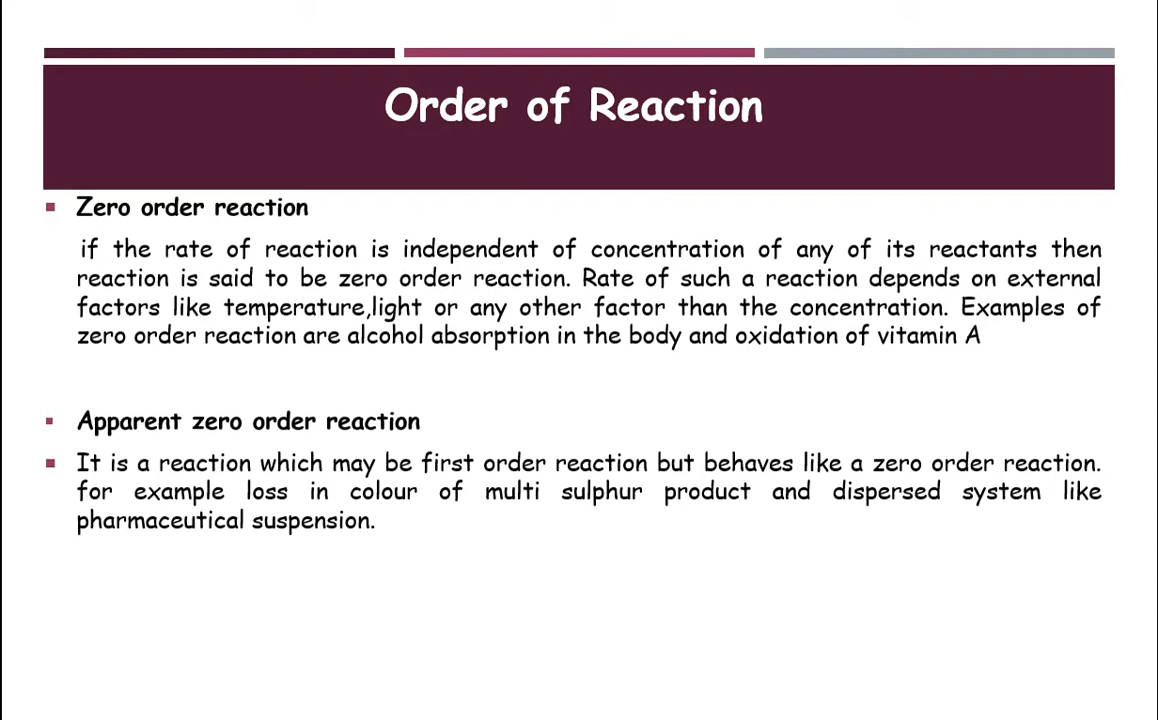 Order of Reaction
Zero order reaction
if the rate of reaction is independent of concentration of any of its reactants then
reaction is said to be zero order reaction. Rate of such a reaction depends on external
factors like temperature,light or any other factor than the concentration. Examples of
zero order reaction are alcohol absorption in the body and oxidation of vitamin A
Apparent zero order reaction
It is a reaction which may be first order reaction but behaves like a zero order reaction.
for example loss in colour of multi sulphur product and dispersed system like
pharmaceutical suspension.